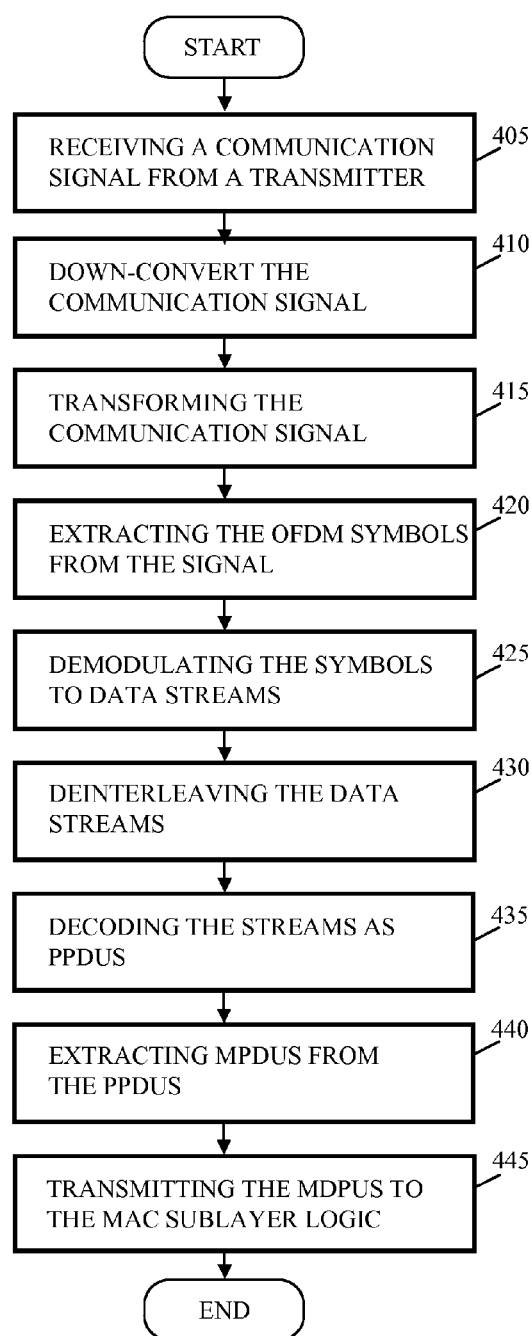 START
405
RECEIVING A COMMUNICATION
SIGNAL FROM A TRANSMITTER
410
DOWN-CONVERT THE
COMMUNICATION SIGNAL
415
TRANSFORMING THE
COMMUNICATION SIGNAL
420
EXTRACTING THE OFDM SYMBOLS
FROM THE SIGNAL
425
DEMODULATING THE SYMBOLS
TO DATA STREAMS
430
DEINTERLEAVING THE DATA
STREAMS
435
DECODING THE STREAMS AS
PPDUS
440
EXTRACTING MPDUS FROM
THE PPDUS
445
TRANSMITTING THE MDPUS TO
THE MAC SUBLAYER LOGIC
END